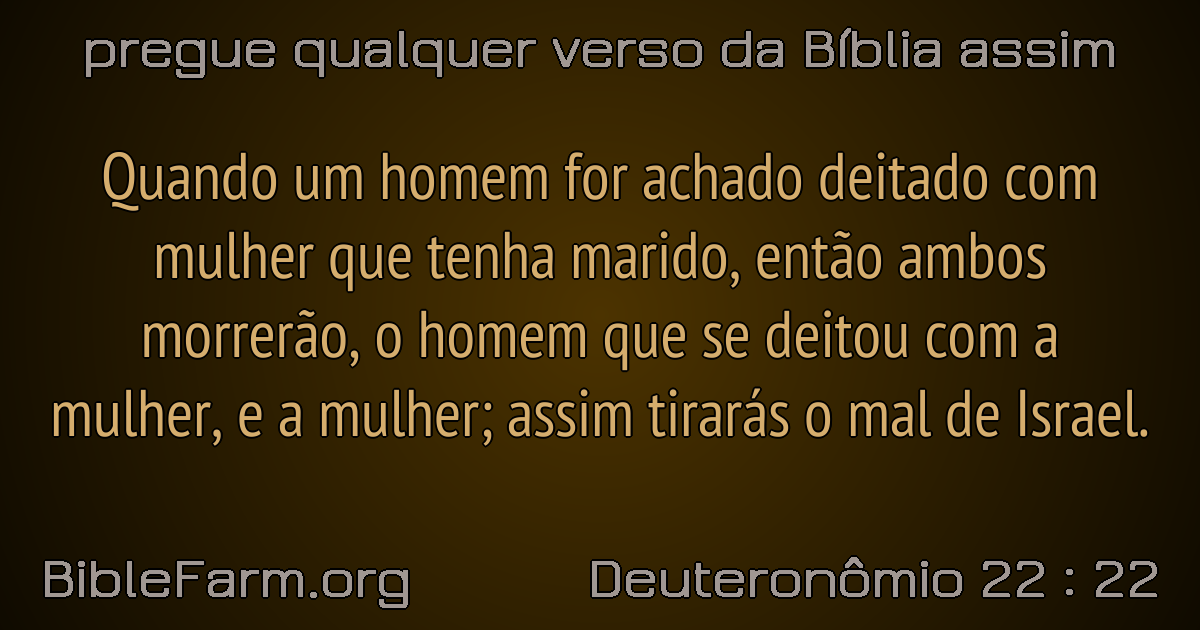 pregue qualquer verso da Bíblia assim
Quando um homem for achado deitado com
mulher que tenha marido, então ambos
morrerão, o homem que se deitou com a
mulher, e a mulher; assim tirarás o mal de Israel.
BibleFarm.org
Deuteronômio 22 : 22